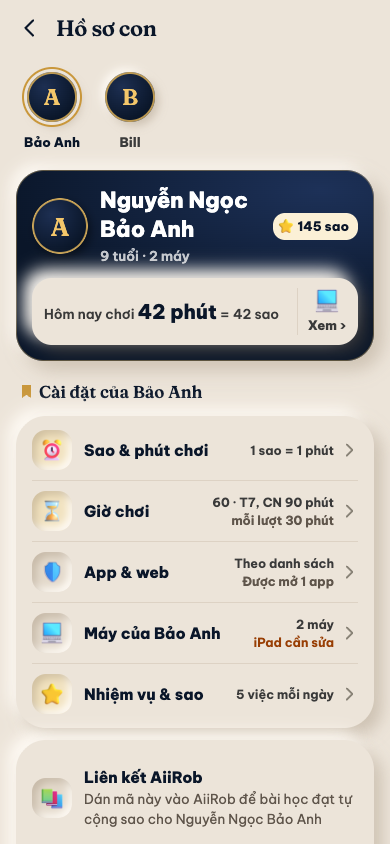 Hồ sơ con
A
B
Bảo Anh
Bill
A
Nguyễn Ngọc
Bảo Anh
9 tuổi · 2 máy
145 sao
Hôm nay chơi 42 phút = 42 sao
Xem ›
Cài đặt của Bảo Anh
Sao & phút chơi
1 sao = 1 phút
Giờ chơi
60 · T7, CN 90 phút
mỗi lượt 30 phút
App & web
Theo danh sách
Được mở 1 app
Máy của Bảo Anh
2 máy
iPad cần sửa
Nhiệm vụ & sao
5 việc mỗi ngày
Liên kết AiiRob
Dán mã này vào AiiRob để bài học đạt tự
cộng sao cho Nguyễn Ngọc Bảo Anh